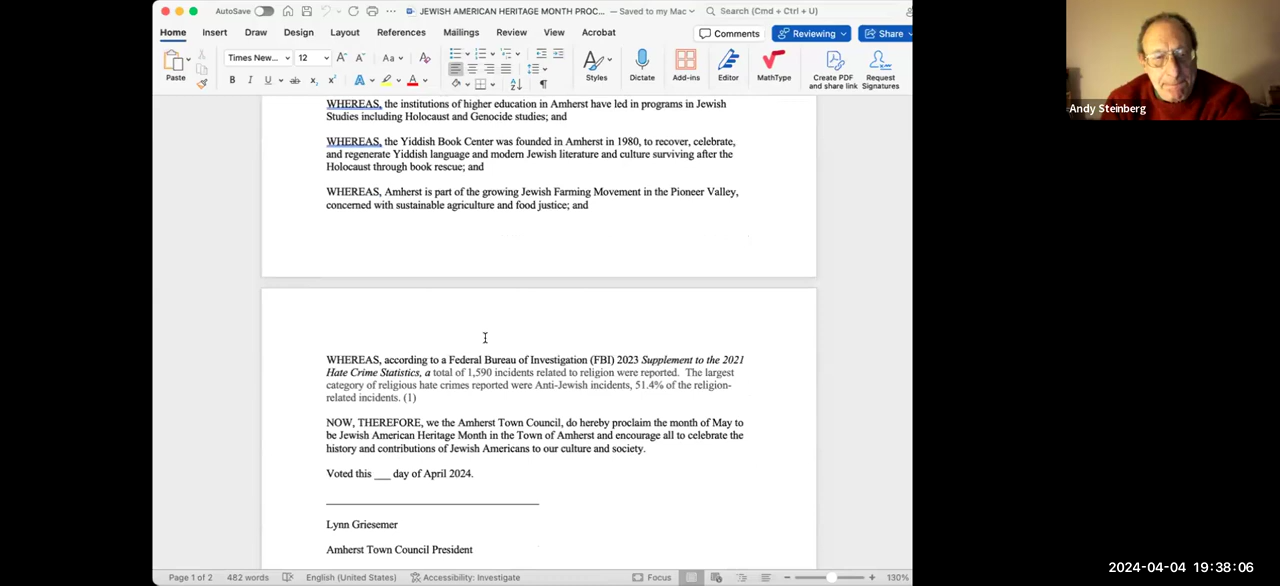 AutoSave
JEWISH AMERICAN HERITAGE MONTH PROC... — Saved to my Mac
Search (Cmd + Ctrl + U)
Home Insert Draw Design Layout References Mailings Review View Acrobat
Comments Reviewing Share
Paste
Times New... 12
Aa
B I U ab x₂ x² A A
Styles
Dictate
Add-ins
Editor
MathType
Create PDF
and share link
Request
Signatures
WHEREAS, the institutions of higher education in Amherst have led in programs in Jewish
Studies including Holocaust and Genocide studies; and
WHEREAS, the Yiddish Book Center was founded in Amherst in 1980, to recover, celebrate,
and regenerate Yiddish language and modern Jewish literature and culture surviving after the
Holocaust through book rescue; and
WHEREAS, Amherst is part of the growing Jewish Farming Movement in the Pioneer Valley,
concerned with sustainable agriculture and food justice; and
WHEREAS, according to a Federal Bureau of Investigation (FBI) 2023 Supplement to the 2021
Hate Crime Statistics, a total of 1,590 incidents related to religion were reported. The largest
category of religious hate crimes reported were Anti-Jewish incidents, 51.4% of the religion-
related incidents. (1)
NOW, THEREFORE, we the Amherst Town Council, do hereby proclaim the month of May to
be Jewish American Heritage Month in the Town of Amherst and encourage all to celebrate the
history and contributions of Jewish Americans to our culture and society.
Voted this ___ day of April 2024.
Lynn Griesemer
Amherst Town Council President
Page 1 of 2 482 words English (United States) Accessibility: Investigate Focus 130%
Andy Steinberg
2024-04-04 19:38:06